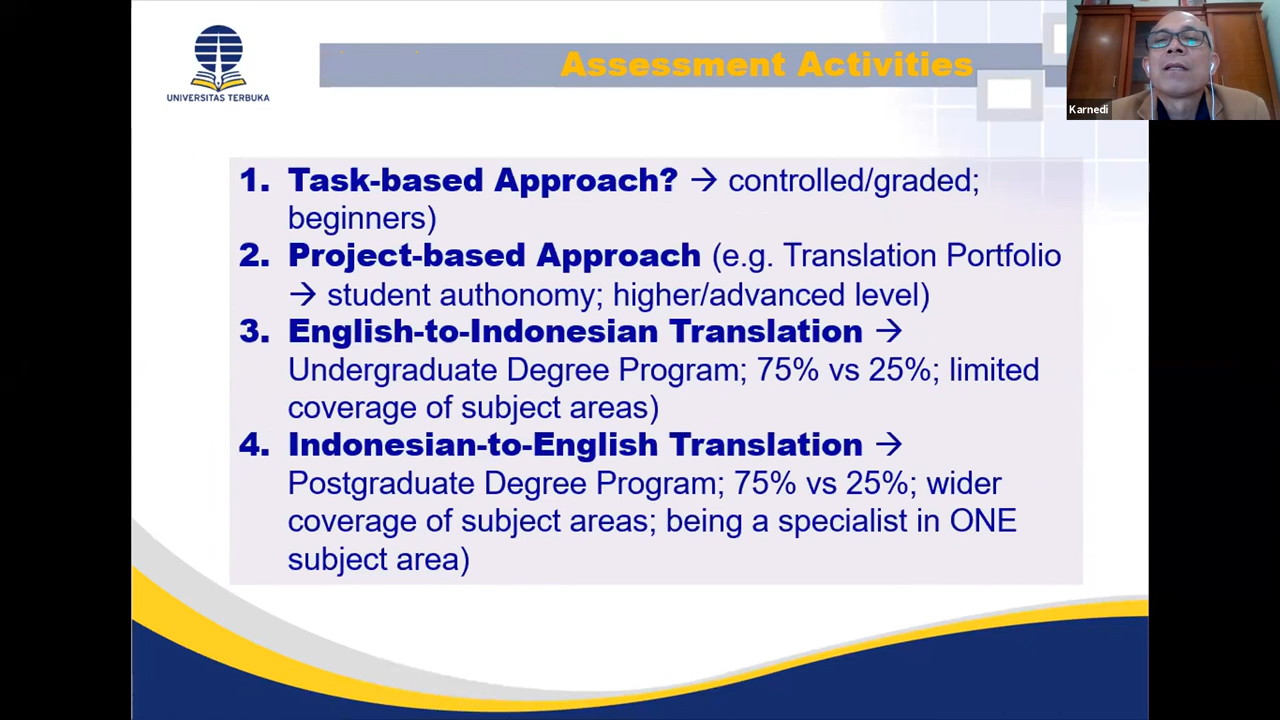 UNIVERSITAS TERBUKA
Assessment Activities
Karnedi
1. Task-based Approach? → controlled/graded;
beginners)
2. Project-based Approach (e.g. Translation Portfolio
→ student authonomy; higher/advanced level)
3. English-to-Indonesian Translation →
Undergraduate Degree Program; 75% vs 25%; limited
coverage of subject areas)
4. Indonesian-to-English Translation →
Postgraduate Degree Program; 75% vs 25%; wider
coverage of subject areas; being a specialist in ONE
subject area)